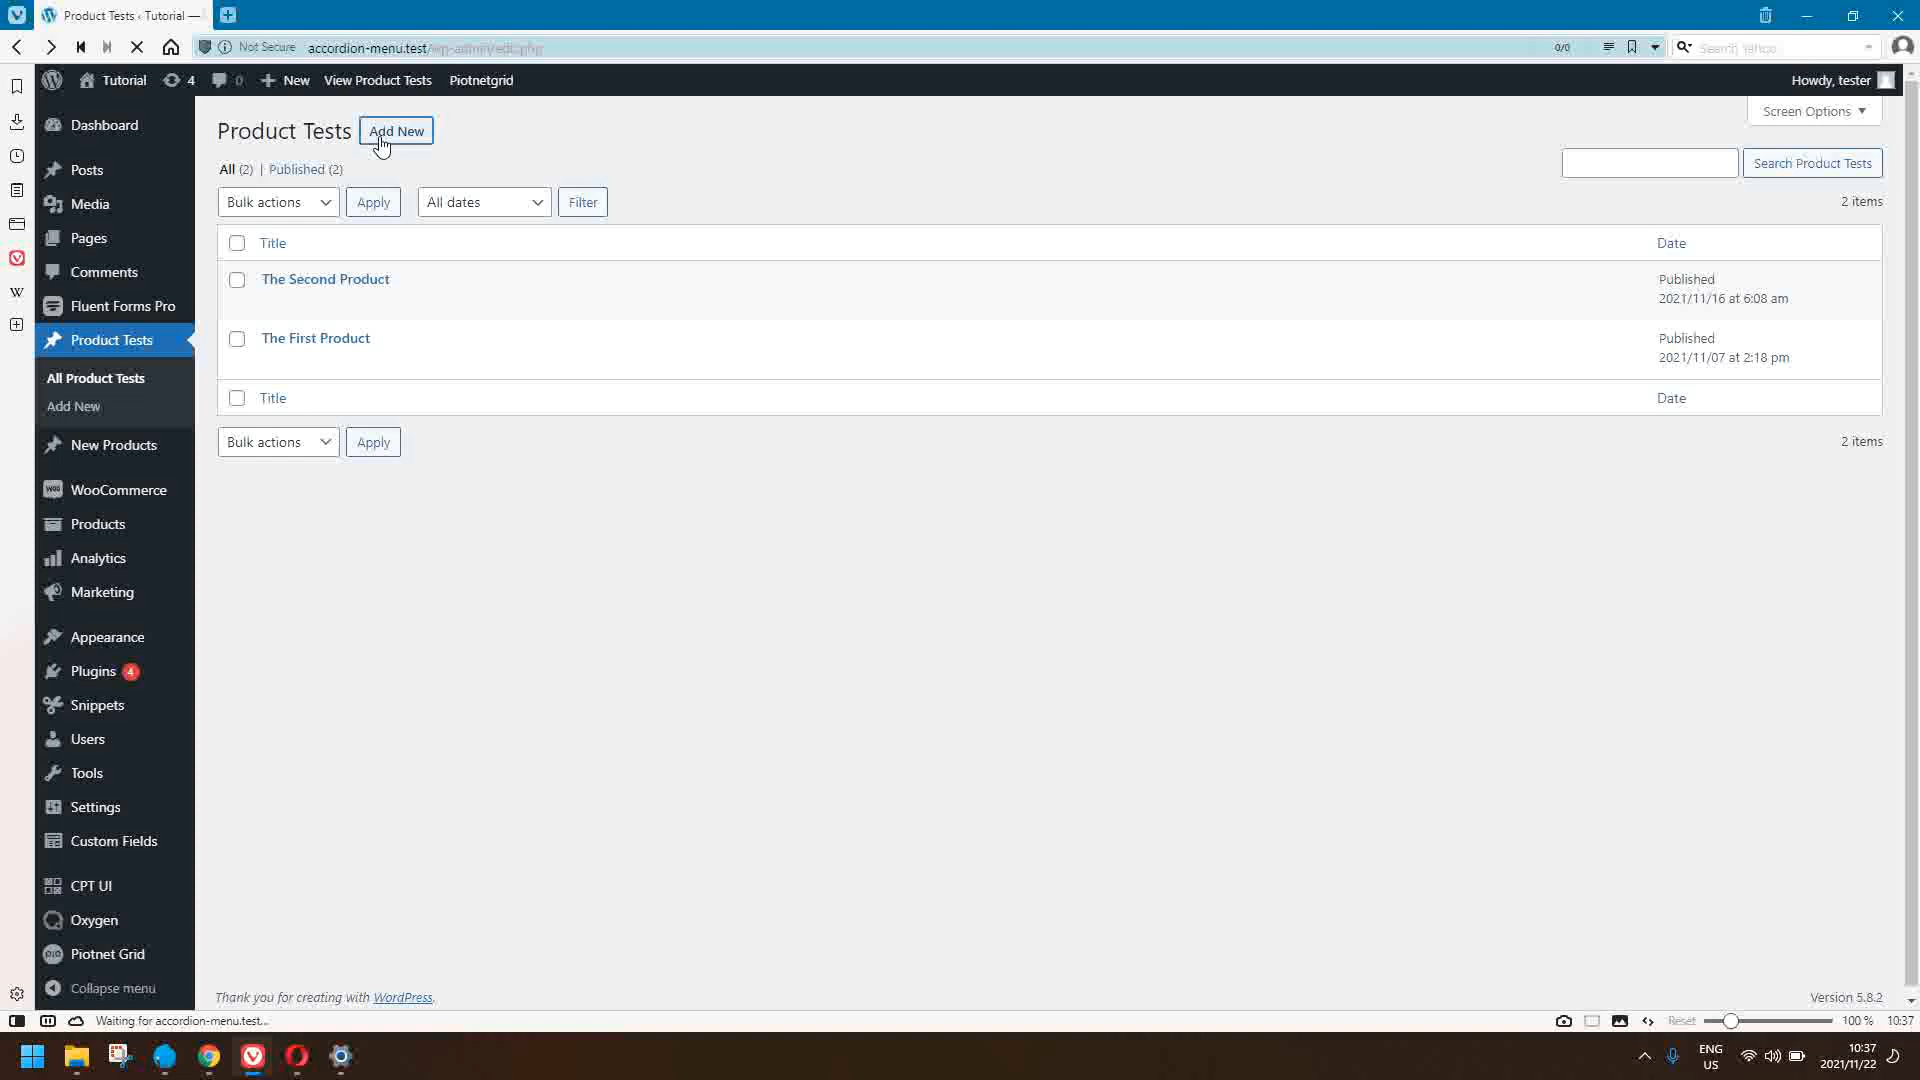 Product Tests ‹ Tutorial —
Not Secure accordion-menu.test/wp-admin/edit.php 0/0 Search Yahoo
Tutorial 4 0 New View Product Tests Piotnetgrid Howdy, tester
Dashboard
Posts
Media
Pages
Comments
Fluent Forms Pro
Product Tests
All Product Tests
Add New
New Products
WooCommerce
Products
Analytics
Marketing
Appearance
Plugins 4
Snippets
Users
Tools
Settings
Custom Fields
CPT UI
Oxygen
Piotnet Grid
Collapse menu
Screen Options
Product Tests Add New
All (2) | Published (2)
Search Product Tests
Bulk actions Apply All dates Filter 2 items
Title Date
The Second Product Published
2021/11/16 at 6:08 am
The First Product Published
2021/11/07 at 2:18 pm
Title Date
Bulk actions Apply 2 items
Thank you for creating with WordPress. Version 5.8.2
Waiting for accordion-menu.test... Reset 100 % 10:37
ENG
US
10:37
2021/11/22